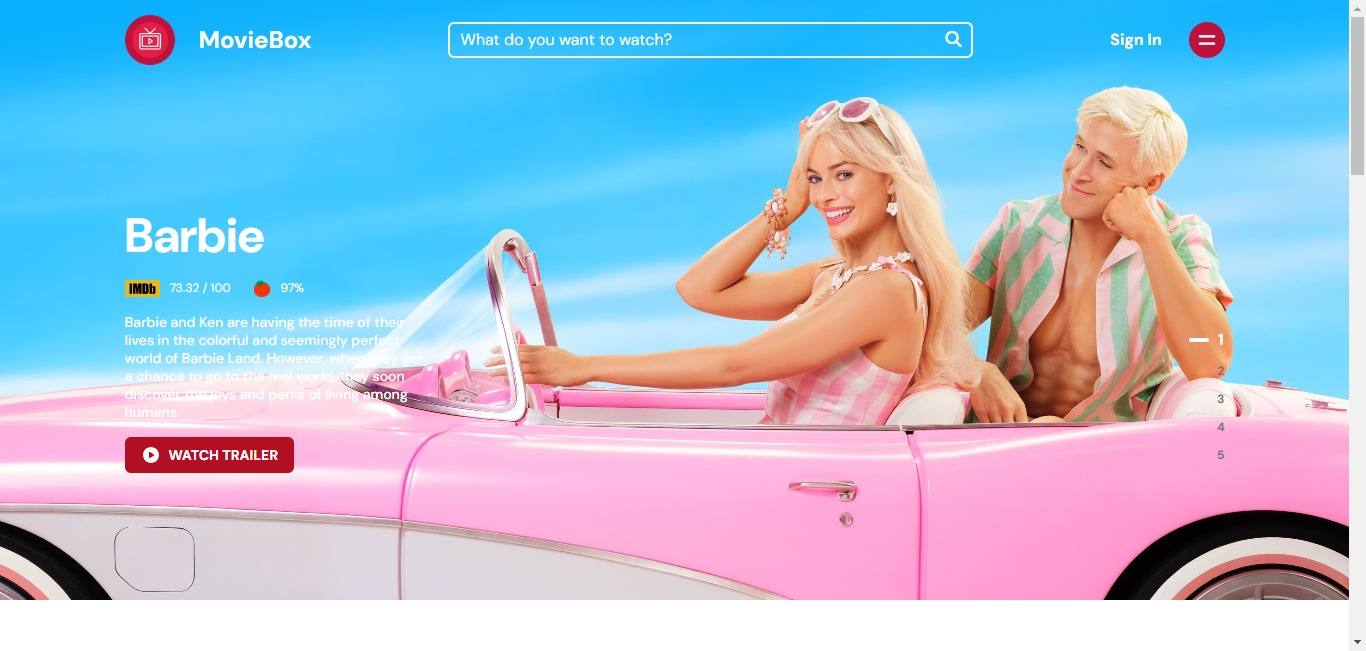 MovieBox
What do you want to watch?
Sign In
Barbie
IMDb 73.32 / 100 97%
Barbie and Ken are having the time of their
lives in the colorful and seemingly perfect
world of Barbie Land. However, when they get
a chance to go to the real world, they soon
discover the joys and perils of living among
humans.
WATCH TRAILER
1
2
3
4
5